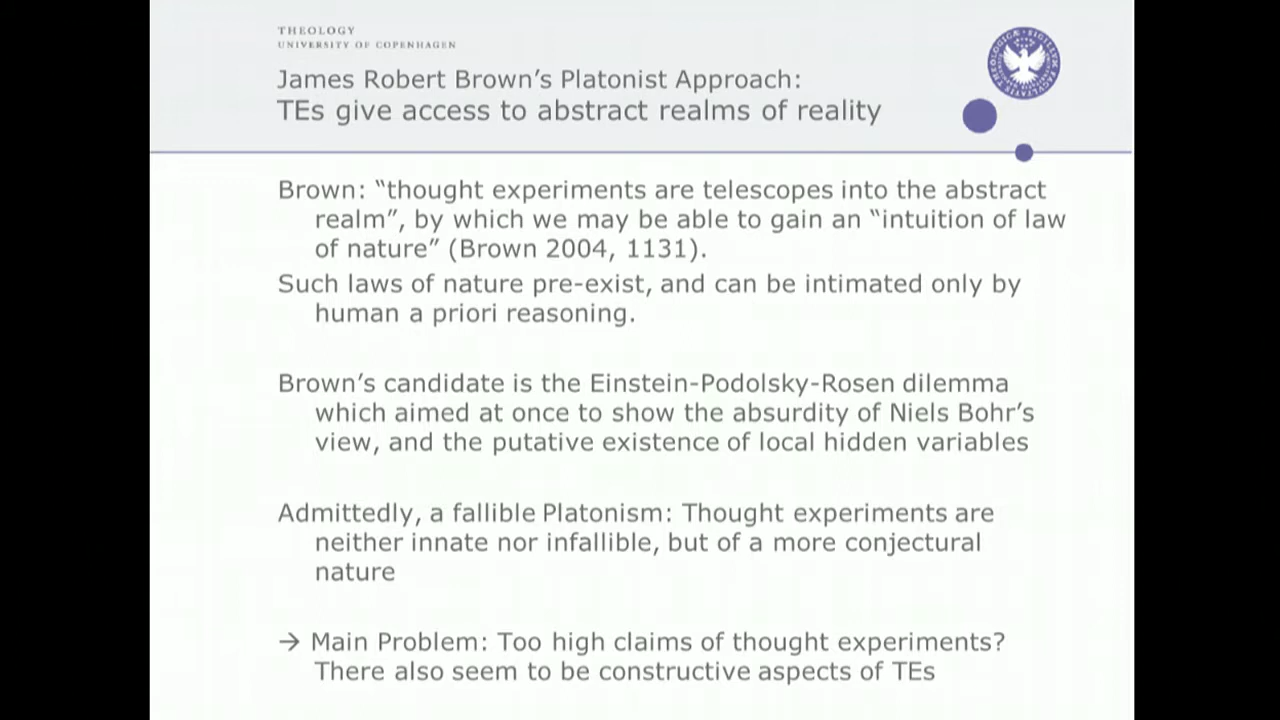 THEOLOGY
UNIVERSITY OF COPENHAGEN
James Robert Brown's Platonist Approach:
TEs give access to abstract realms of reality
Brown: “thought experiments are telescopes into the abstract
realm”, by which we may be able to gain an “intuition of law
of nature” (Brown 2004, 1131).
Such laws of nature pre-exist, and can be intimated only by
human a priori reasoning.
Brown’s candidate is the Einstein-Podolsky-Rosen dilemma
which aimed at once to show the absurdity of Niels Bohr’s
view, and the putative existence of local hidden variables
Admittedly, a fallible Platonism: Thought experiments are
neither innate nor infallible, but of a more conjectural
nature
→ Main Problem: Too high claims of thought experiments?
There also seem to be constructive aspects of TEs